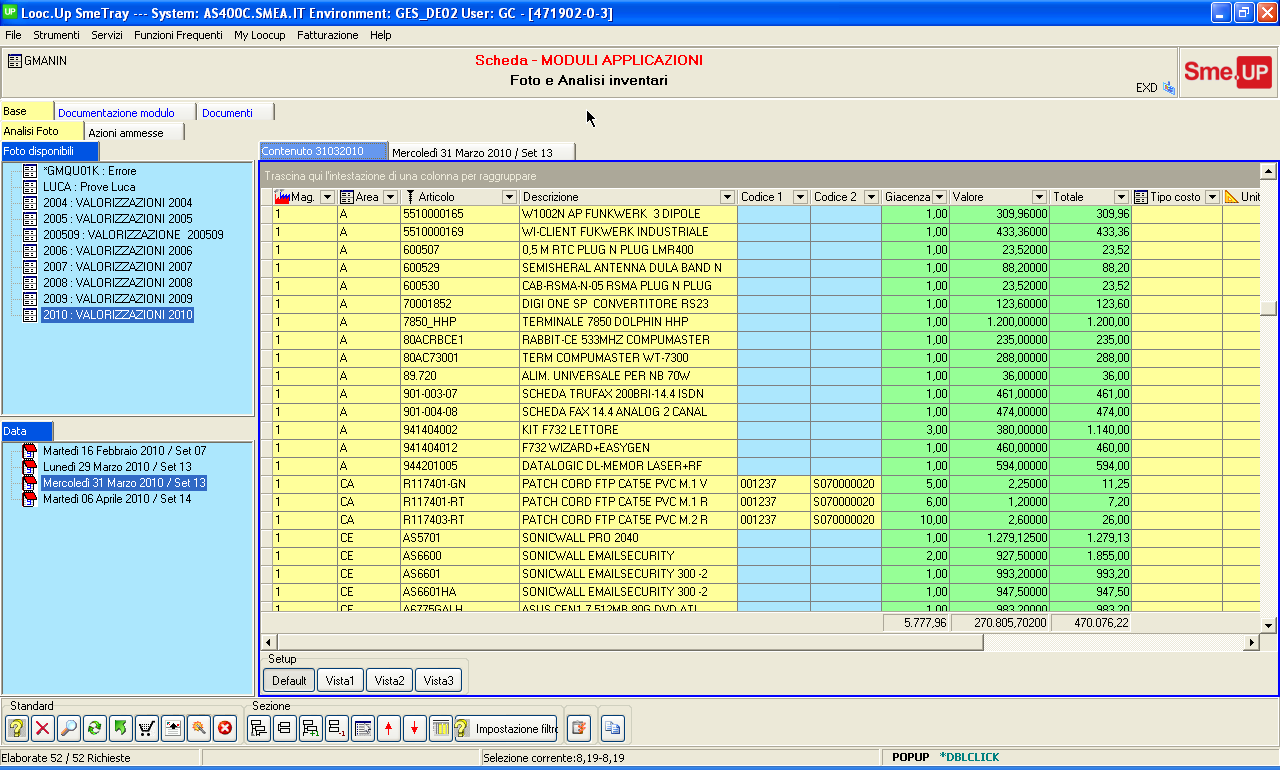 UP Looc.Up SmeTray --- System: AS400C.SMEA.IT Environment: GES_DE02 User: GC - [471902-0-3]
File Strumenti Servizi Funzioni Frequenti My Loocup Fatturazione Help
GMANIN
Scheda - MODULI APPLICAZIONI
Foto e Analisi inventari
EXD
Sme.UP
Base Documentazione modulo Documenti
Analisi Foto Azioni ammesse
Foto disponibili
*GMQU01K : Errore
LUCA : Prove Luca
2004 : VALORIZZAZIONI 2004
2005 : VALORIZZAZIONI 2005
200509 : VALORIZZAZIONE 200509
2006 : VALORIZZAZIONI 2006
2007 : VALORIZZAZIONI 2007
2008 : VALORIZZAZIONI 2008
2009 : VALORIZZAZIONI 2009
2010 : VALORIZZAZIONI 2010
Data
Martedì 16 Febbraio 2010 / Set 07
Lunedì 29 Marzo 2010 / Set 13
Mercoledì 31 Marzo 2010 / Set 13
Martedì 06 Aprile 2010 / Set 14
Contenuto 31032010 Mercoledì 31 Marzo 2010 / Set 13
Trascina qui l'intestazione di una colonna per raggruppare
Mag. Area Articolo Descrizione Codice 1 Codice 2 Giacenza Valore Totale Tipo costo Unit
1 A 5510000165 W1002N AP FUNKWERK 3 DIPOLE 1,00 309,96000 309,96
1 A 5510000169 WI-CLIENT FUKWERK INDUSTRIALE 1,00 433,36000 433,36
1 A 600507 0,5 M RTC PLUG N PLUG LMR400 1,00 23,52000 23,52
1 A 600529 SEMISHERAL ANTENNA DULA BAND N 1,00 88,20000 88,20
1 A 600530 CAB-RSMA-N-05 RSMA PLUG N PLUG 1,00 23,52000 23,52
1 A 70001852 DIGI ONE SP CONVERTITORE RS23 1,00 123,60000 123,60
1 A 7850_HHP TERMINALE 7850 DOLPHIN HHP 1,00 1.200,00000 1.200,00
1 A 80ACRBCE1 RABBIT-CE 533MHZ COMPUMASTER 1,00 235,00000 235,00
1 A 80AC73001 TERM COMPUMASTER WT-7300 1,00 288,00000 288,00
1 A 89.720 ALIM. UNIVERSALE PER NB 70W 1,00 36,00000 36,00
1 A 901-003-07 SCHEDA TRUFAX 200BRI-14.4 ISDN 1,00 461,00000 461,00
1 A 901-004-08 SCHEDA FAX 14.4 ANALOG 2 CANAL 1,00 474,00000 474,00
1 A 941404002 KIT F732 LETTORE 3,00 380,00000 1.140,00
1 A 941404012 F732 WIZARD+EASYGEN 1,00 460,00000 460,00
1 A 944201005 DATALOGIC DL-MEMOR LASER+RF 1,00 594,00000 594,00
1 CA R117401-GN PATCH CORD FTP CAT5E PVC M.1 V 001237 S070000020 5,00 2,25000 11,25
1 CA R117401-RT PATCH CORD FTP CAT5E PVC M.1 R 001237 S070000020 6,00 1,20000 7,20
1 CA R117403-RT PATCH CORD FTP CAT5E PVC M.2 R 001237 S070000020 10,00 2,60000 26,00
1 CE AS5701 SONICWALL PRO 2040 1,00 1.279,12500 1.279,13
1 CE AS6600 SONICWALL EMAILSECURITY 2,00 927,50000 1.855,00
1 CE AS6601 SONICWALL EMAILSECURITY 300 -2 1,00 993,20000 993,20
1 CE AS6601HA SONICWALL EMAILSECURITY 300 -2 1,00 947,50000 947,50
1 CE A6775GALH ASUS CEN1.7 512MB 80G DVD ATI 1,00 983,20000 983,20
5.777,96 270.805,70200 470.076,22
Setup
Default Vista1 Vista2 Vista3
Standard Sezione
Impostazione filtro
Elaborate 52 / 52 Richieste Selezione corrente:8,19-8,19 POPUP *DBLCLICK